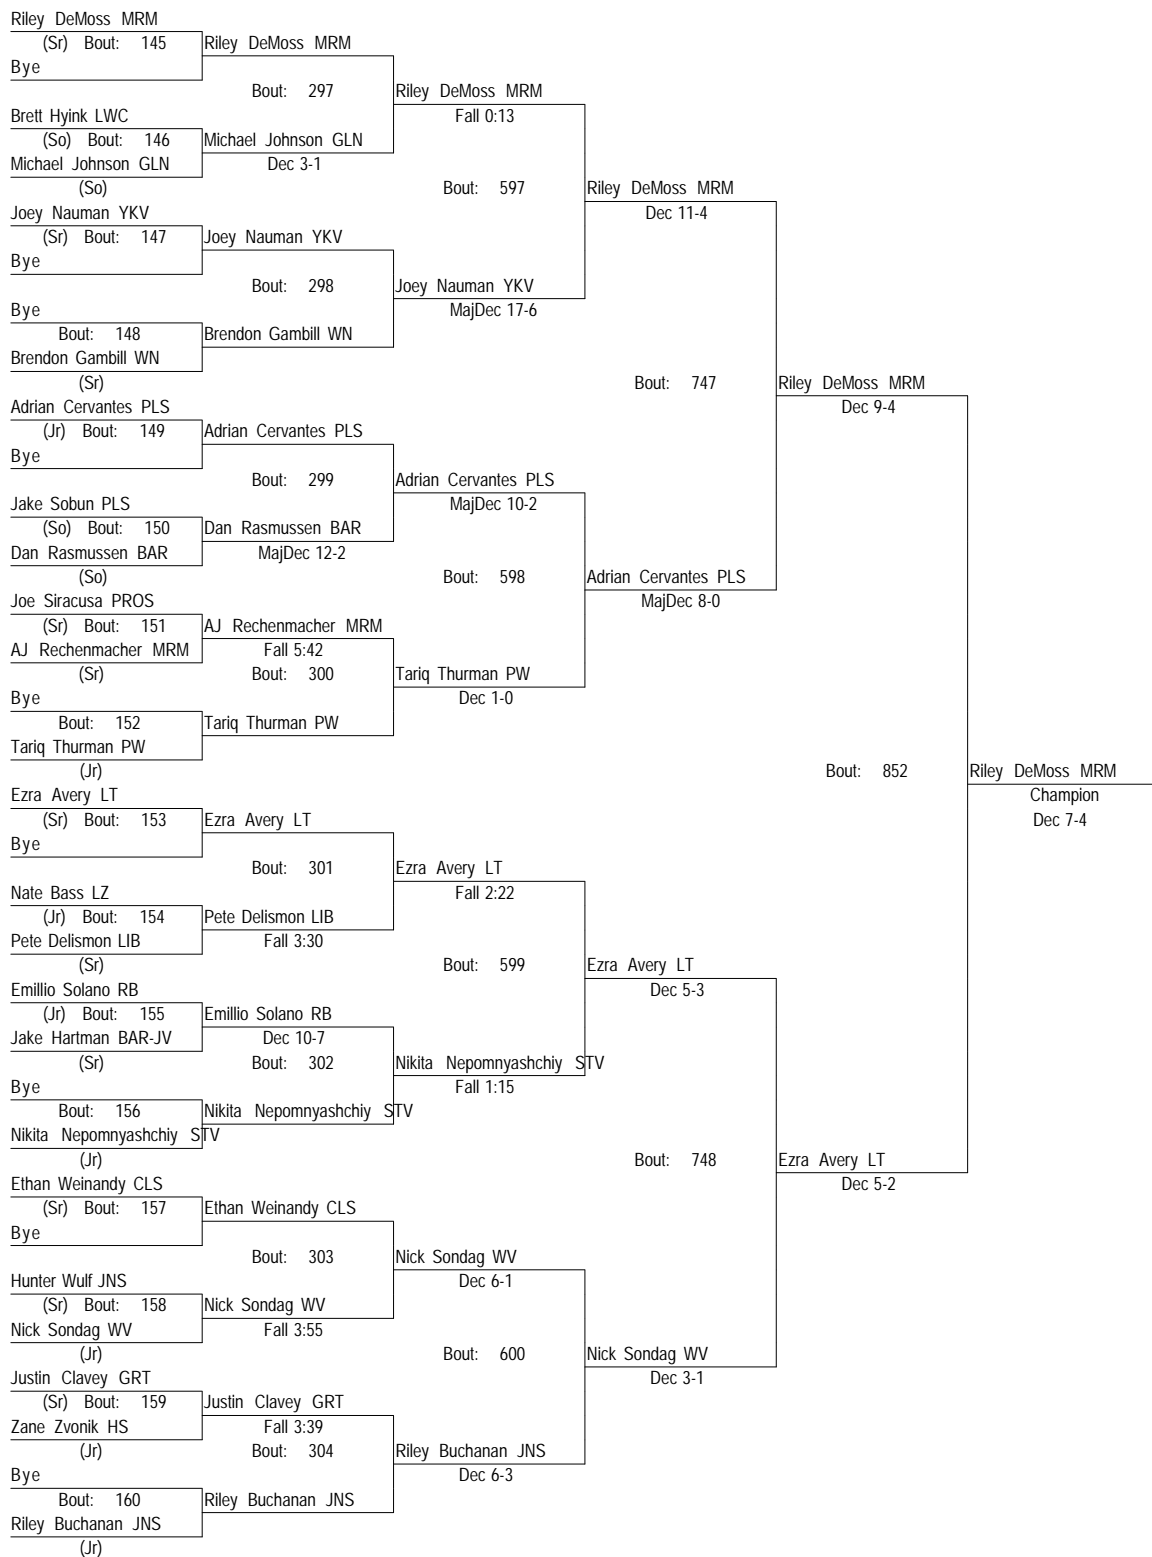 Riley DeMoss MRM
(Sr) Bout: 145 Riley DeMoss MRM
Bye
Bout: 297 Riley DeMoss MRM
Brett Hyink LWC Fall 0:13
(So) Bout: 146 Michael Johnson GLN
Michael Johnson GLN Dec 3-1
(So) Bout: 597 Riley DeMoss MRM
Joey Nauman YKV Dec 11-4
(Sr) Bout: 147 Joey Nauman YKV
Bye
Bout: 298 Joey Nauman YKV
Bye MajDec 17-6
Bout: 148 Brendon Gambill WN
Brendon Gambill WN
(Sr) Bout: 747 Riley DeMoss MRM
Adrian Cervantes PLS Dec 9-4
(Jr) Bout: 149 Adrian Cervantes PLS
Bye
Bout: 299 Adrian Cervantes PLS
Jake Sobun PLS MajDec 10-2
(So) Bout: 150 Dan Rasmussen BAR
Dan Rasmussen BAR MajDec 12-2
(So) Bout: 598 Adrian Cervantes PLS
Joe Siracusa PROS MajDec 8-0
(Sr) Bout: 151 AJ Rechenmacher MRM
AJ Rechenmacher MRM Fall 5:42
(Sr) Bout: 300 Tariq Thurman PW
Bye Dec 1-0
Bout: 152 Tariq Thurman PW
Tariq Thurman PW
(Jr) Bout: 852 Riley DeMoss MRM
Ezra Avery LT Champion
(Sr) Bout: 153 Ezra Avery LT Dec 7-4
Bye
Bout: 301 Ezra Avery LT
Nate Bass LZ Fall 2:22
(Jr) Bout: 154 Pete Delismon LIB
Pete Delismon LIB Fall 3:30
(Sr) Bout: 599 Ezra Avery LT
Emillio Solano RB Dec 5-3
(Jr) Bout: 155 Emillio Solano RB
Jake Hartman BAR-JV Dec 10-7
(Sr) Bout: 302 Nikita Nepomnyashchiy STV
Bye Fall 1:15
Bout: 156 Nikita Nepomnyashchiy STV
Nikita Nepomnyashchiy STV
(Jr) Bout: 748 Ezra Avery LT
Ethan Weinandy CLS Dec 5-2
(Sr) Bout: 157 Ethan Weinandy CLS
Bye
Bout: 303 Nick Sondag WV
Hunter Wulf JNS Dec 6-1
(Sr) Bout: 158 Nick Sondag WV
Nick Sondag WV Fall 3:55
(Jr) Bout: 600 Nick Sondag WV
Justin Clavey GRT Dec 3-1
(Sr) Bout: 159 Justin Clavey GRT
Zane Zvonik HS Fall 3:39
(Jr) Bout: 304 Riley Buchanan JNS
Bye Dec 6-3
Bout: 160 Riley Buchanan JNS
Riley Buchanan JNS
(Jr)